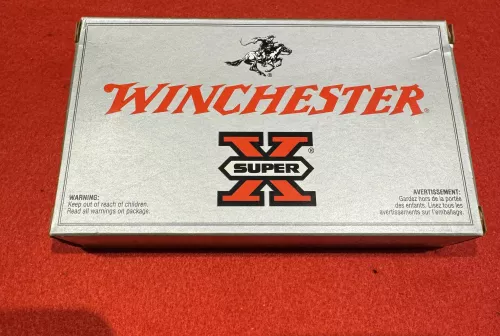 WINCHESTER®
SUPER X®
WARNING:
Keep out of reach of children.
Read all warnings on package.
AVERTISSEMENT:
Gardez hors de la portée
des enfants. Lisez tous les
avertissements sur l'emballage.